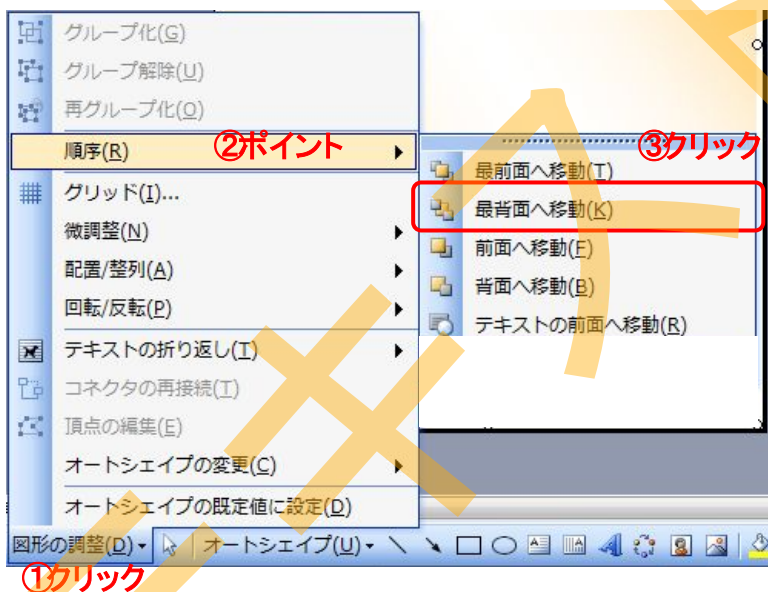 グループ化(G)
グループ解除(U)
再グループ化(O)
順序(R)
②ポイント
③クリック
最前面へ移動(T)
最背面へ移動(K)
前面へ移動(F)
背面へ移動(B)
テキストの前面へ移動(R)
グリッド(I)...
微調整(N)
配置/整列(A)
回転/反転(P)
テキストの折り返し(T)
コネクタの再接続(T)
頂点の編集(E)
オートシェイプの変更(C)
オートシェイプの既定値に設定(D)
図形の調整(D) オートシェイプ(U)
①クリック